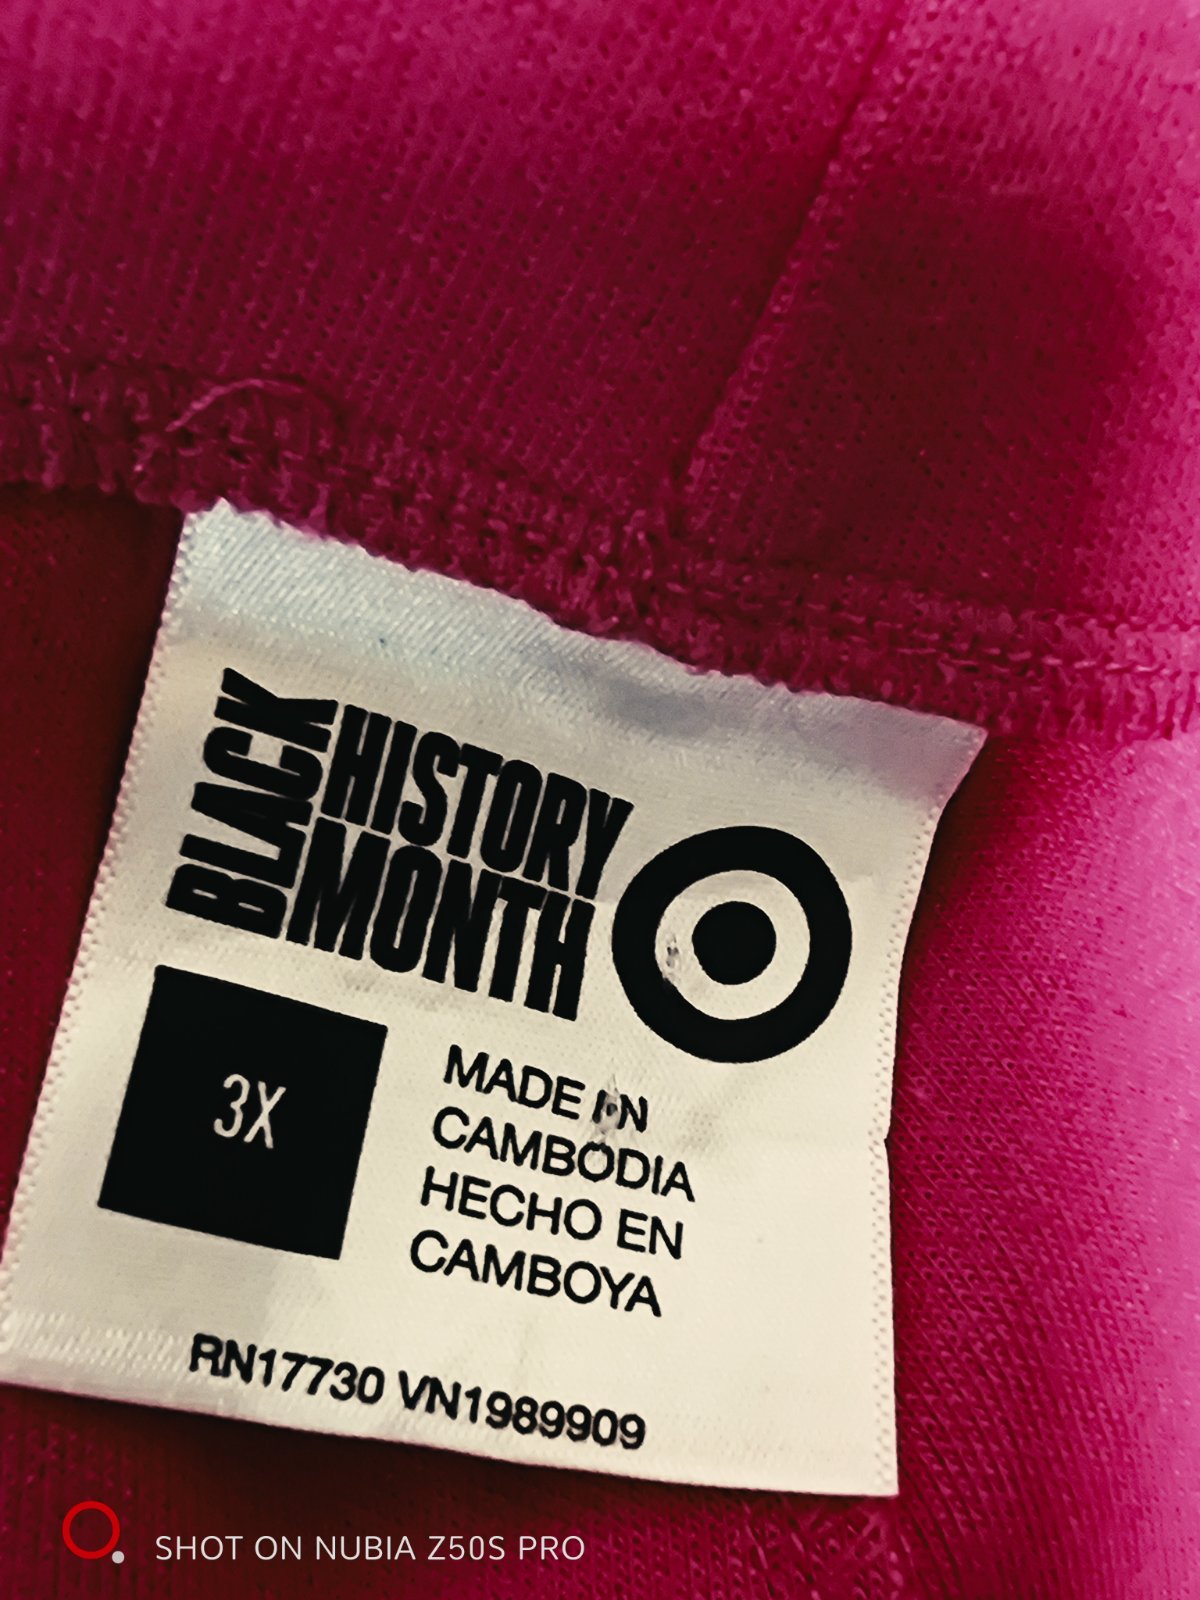 BLACK
HISTORY
MONTH
3X
MADE IN
CAMBODIA
HECHO EN
CAMBOYA
RN17730 VN1989909
SHOT ON NUBIA Z50S PRO